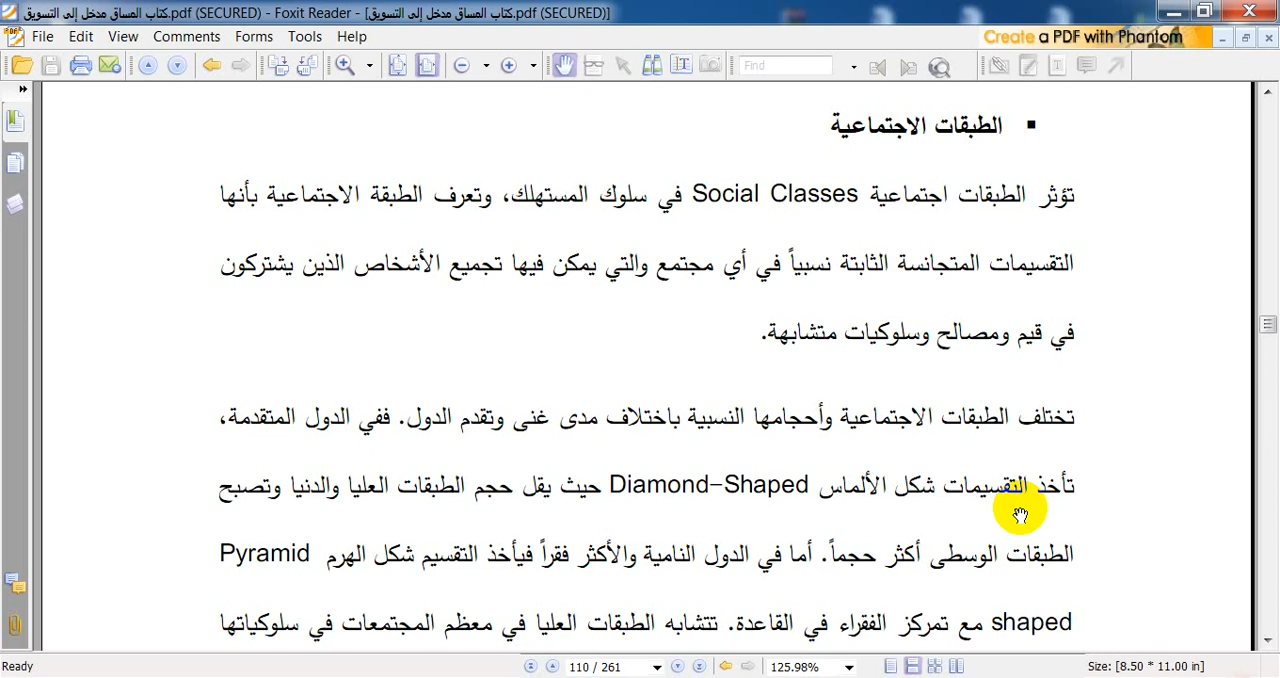 كتاب المساق مدخل إلى التسويق.pdf (SECURED) - Foxit Reader - [كتاب المساق مدخل إلى التسويق.pdf (SECURED)]
File Edit View Comments Forms Tools Help
Create a PDF with Phantom
Find
▪ الطبقات الاجتماعية
تؤثر الطبقات اجتماعية Social Classes في سلوك المستهلك، وتعرف الطبقة الاجتماعية بأنها
التقسيمات المتجانسة الثابتة نسبياً في أي مجتمع والتي يمكن فيها تجميع الأشخاص الذين يشتركون
في قيم ومصالح وسلوكيات متشابهة.
تختلف الطبقات الاجتماعية وأحجامها النسبية باختلاف مدى غنى وتقدم الدول. ففي الدول المتقدمة،
تأخذ التقسيمات شكل الألماس Diamond-Shaped حيث يقل حجم الطبقات العليا والدنيا وتصبح
الطبقات الوسطى أكثر حجماً. أما في الدول النامية والأكثر فقراً فيأخذ التقسيم شكل الهرم Pyramid
shaped مع تمركز الفقراء في القاعدة. تتشابه الطبقات العليا في معظم المجتمعات في سلوكياتها
Ready 110 / 261 125.98% Size: [8.50 * 11.00 in]